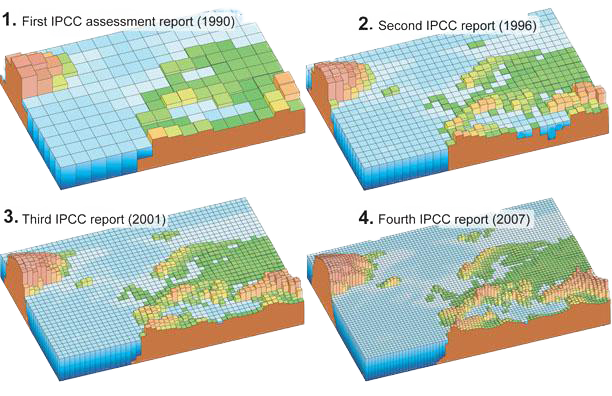 1. First IPCC assessment report (1990)
2. Second IPCC report (1996)
3. Third IPCC report (2001)
4. Fourth IPCC report (2007)